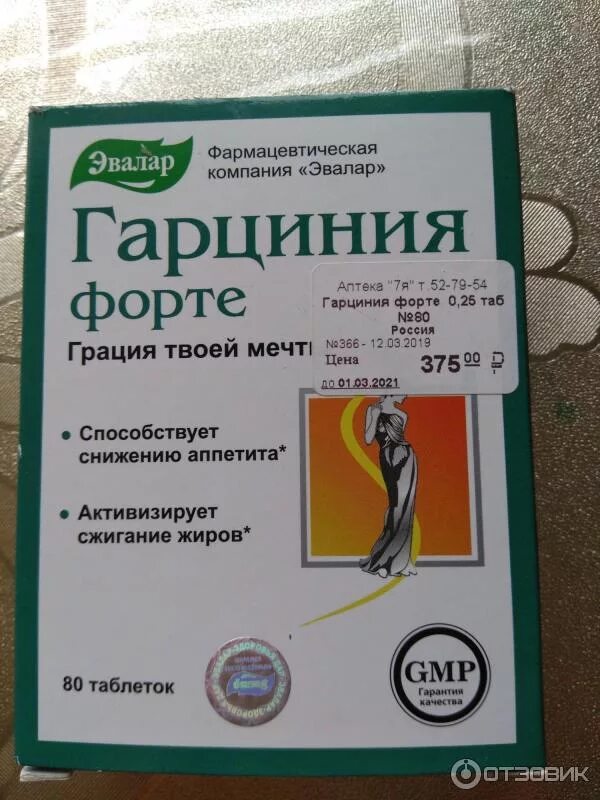 Эвалар
Фармацевтическая
компания «Эвалар»
Гарциния
форте
Грация твоей
Аптека "7я" т.52-79-54
Гарциния форте 0,25 таб
№80
Россия
№366 - 12.03.2019
Цена 375 00
до 01.03.2021
• Способствует
снижению аппетита*
• Активизирует
сжигание жиров*
80 таблеток
GMP
Гарантия
качества
ОТЗОВИК